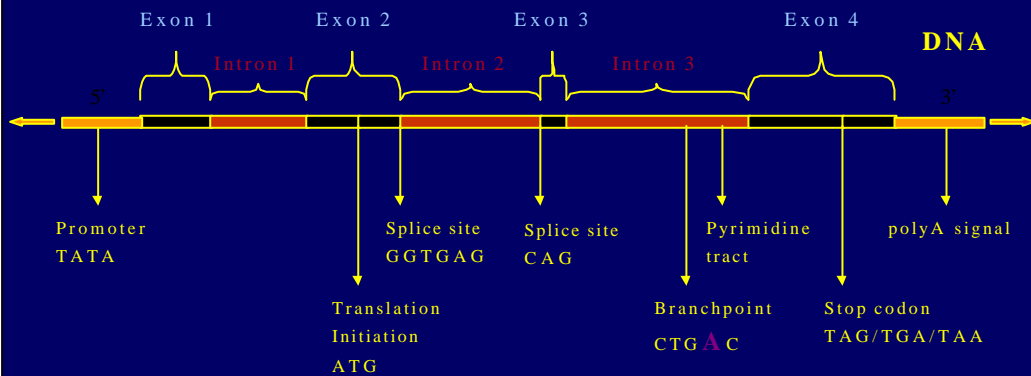 Exon 1
Exon 2
Exon 3
Exon 4
DNA
Intron 1
Intron 2
Intron 3
5'
3'
Promoter
TATA
Splice site
GGTGAG
Splice site
CAG
Pyrimidine
tract
polyA signal
Translation
Initiation
ATG
Branchpoint
CTGAC
Stop codon
TAG/TGA/TAA